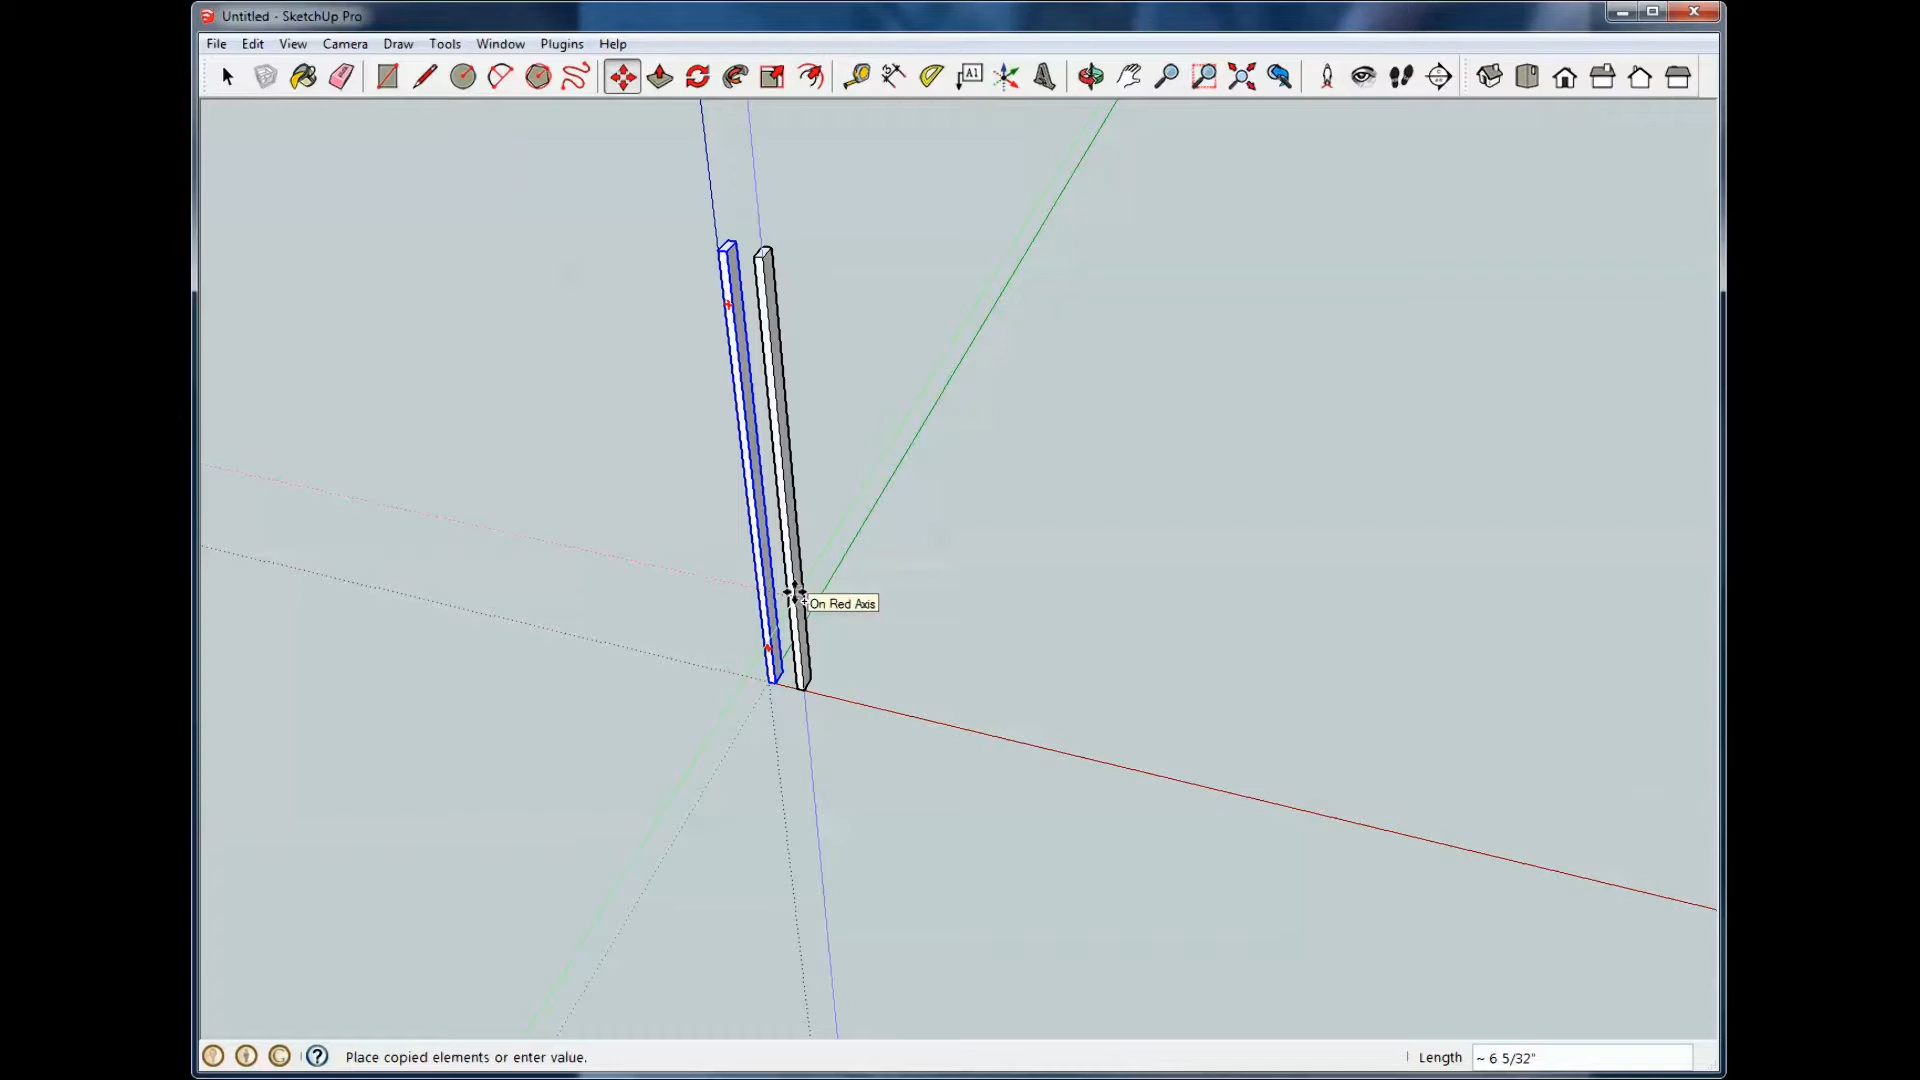 Untitled - SketchUp Pro
File Edit View Camera Draw Tools Window Plugins Help
A1
On Red Axis
Place copied elements or enter value.
Length ~ 6 5/32"